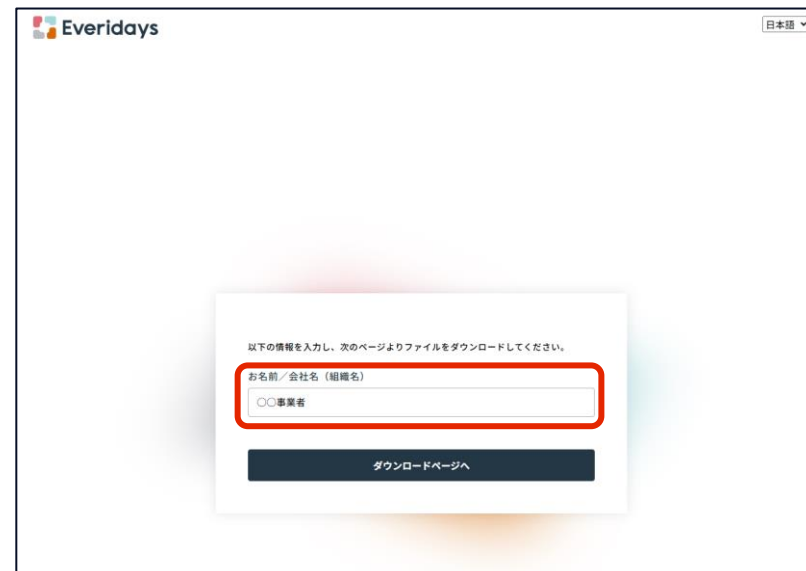 Everidays
日本語
以下の情報を入力し、次のページよりファイルをダウンロードしてください。
お名前／会社名（組織名）
〇〇事業者
ダウンロードページへ